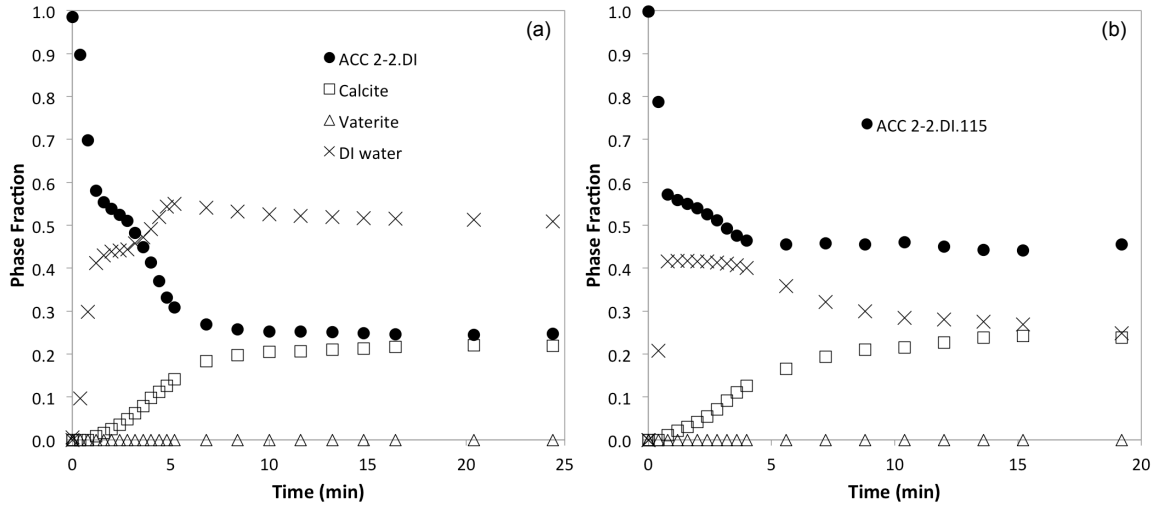 (a)
1.0
0.9
0.8
0.7
0.6
0.5
0.4
0.3
0.2
0.1
0.0
Phase Fraction
ACC 2-2.DI
Calcite
Vaterite
DI water
0 5 10 15 20 25
Time (min)
(b)
1.0
0.9
0.8
0.7
0.6
0.5
0.4
0.3
0.2
0.1
0.0
Phase Fraction
ACC 2-2.DI.115
0 5 10 15 20
Time (min)